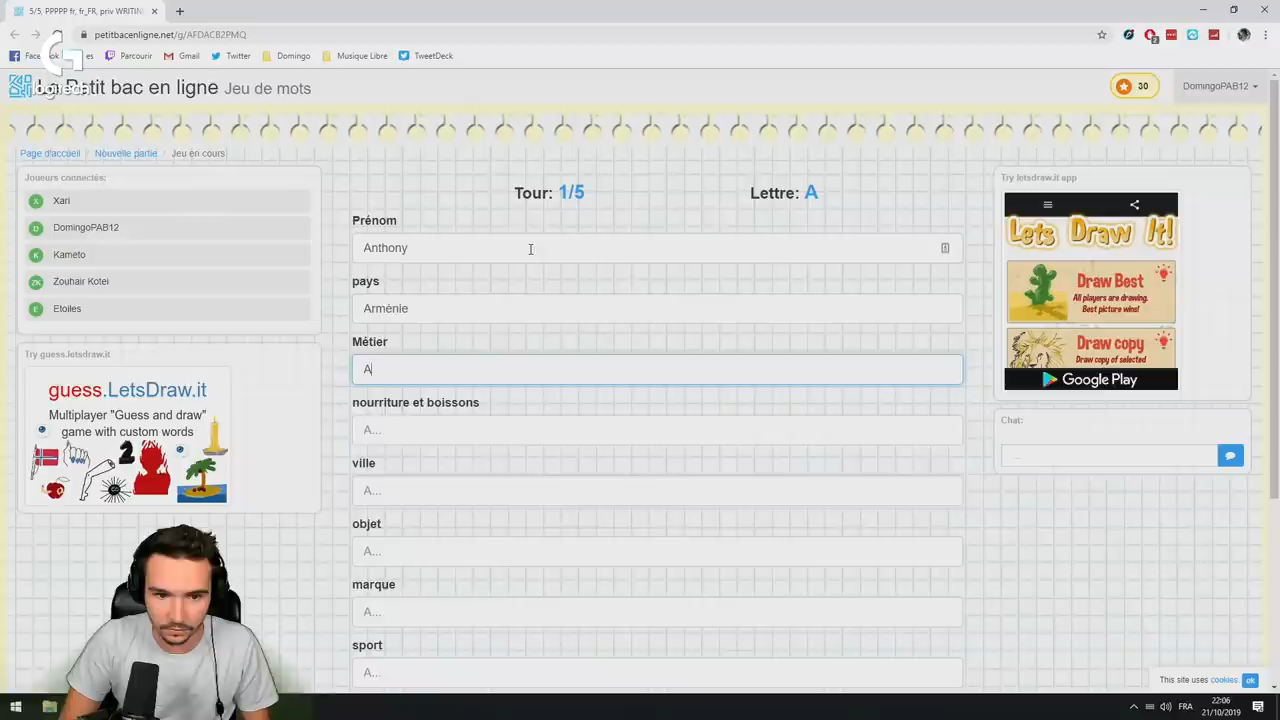 5/5, PPPPP fr, fr_FR, priv WRITIN
petitbacenligne.net/g/AFDACB2PMQ
2
Facebook
es
Parcourir
Gmail
Twitter
Domingo
Musique Libre
TweetDeck
G
Petit bac en ligne Jeu de mots
30
DomingoPAB12
Page d'accueil / Nouvelle partie / Jeu en cours
Joueurs connectés:
X Xari
D DomingoPAB12
K Kameto
ZK Zouhair Kotei
E Etoiles
Try guess.letsdraw.it
guess.LetsDraw.it
Multiplayer "Guess and draw"
game with custom words
Tour: 1/5
Lettre: A
Prénom
Anthony
pays
Arménie
Métier
A
nourriture et boissons
A...
ville
A...
objet
A...
marque
A...
sport
A...
Try letsdraw.it app
Lets Draw It!
Draw Best
All players are drawing.
Best picture wins!
Draw copy
Draw copy of selected
Google Play
Chat:
...
This site uses cookies. ok
FRA
22:06
21/10/2019